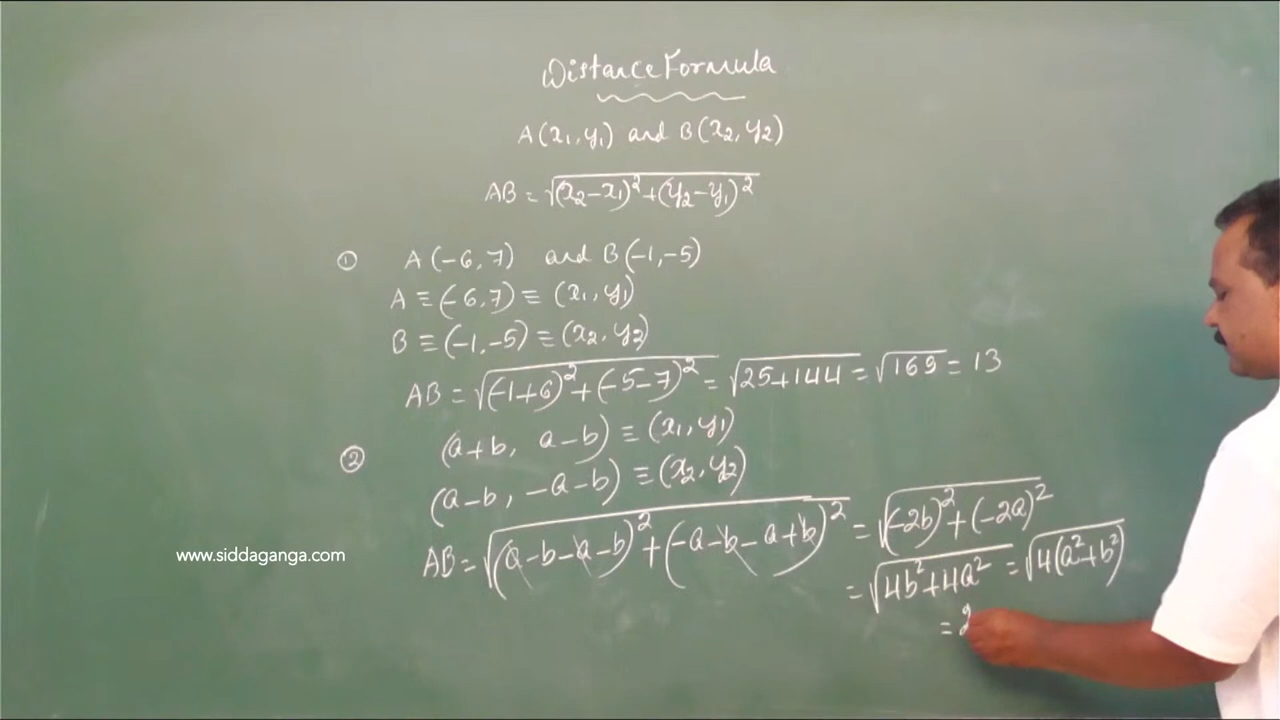 Distance Formula
A(x₁,y₁) and B(x₂,y₂)
AB = √(x₂-x₁)²+(y₂-y₁)²
① A(-6,7) and B(-1,-5)
A ≡ (-6,7) ≡ (x₁,y₁)
B ≡ (-1,-5) ≡ (x₂,y₂)
AB = √(-1+6)²+(-5-7)² = √25+144 = √169 = 13
② (a+b, a-b) ≡ (x₁,y₁)
(a-b, -a-b) ≡ (x₂,y₂)
AB = √(a-b-a-b)²+(-a-b-a+b)² = √(-2b)²+(-2a)²
= √4b²+4a² = √4(a²+b²)
= 2
www.siddaganga.com